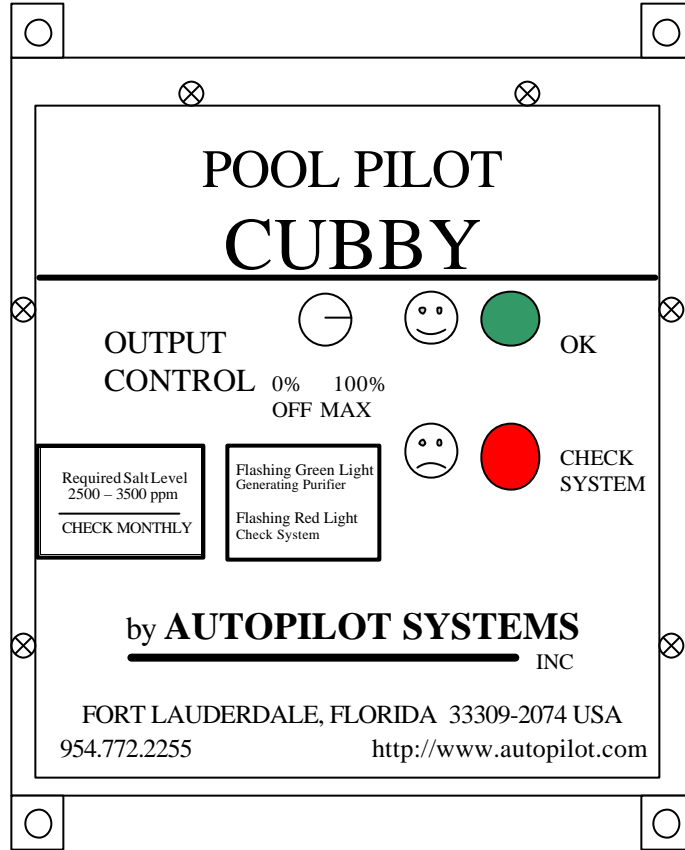 POOL PILOT
CUBBY
OUTPUT
CONTROL
0% 100%
OFF MAX
OK
CHECK
SYSTEM
Required Salt Level
2500 – 3500 ppm
CHECK MONTHLY
Flashing Green Light
Generating Purifier
Flashing Red Light
Check System
by AUTOPILOT SYSTEMS
INC
FORT LAUDERDALE, FLORIDA 33309-2074 USA
954.772.2255 http://www.autopilot.com